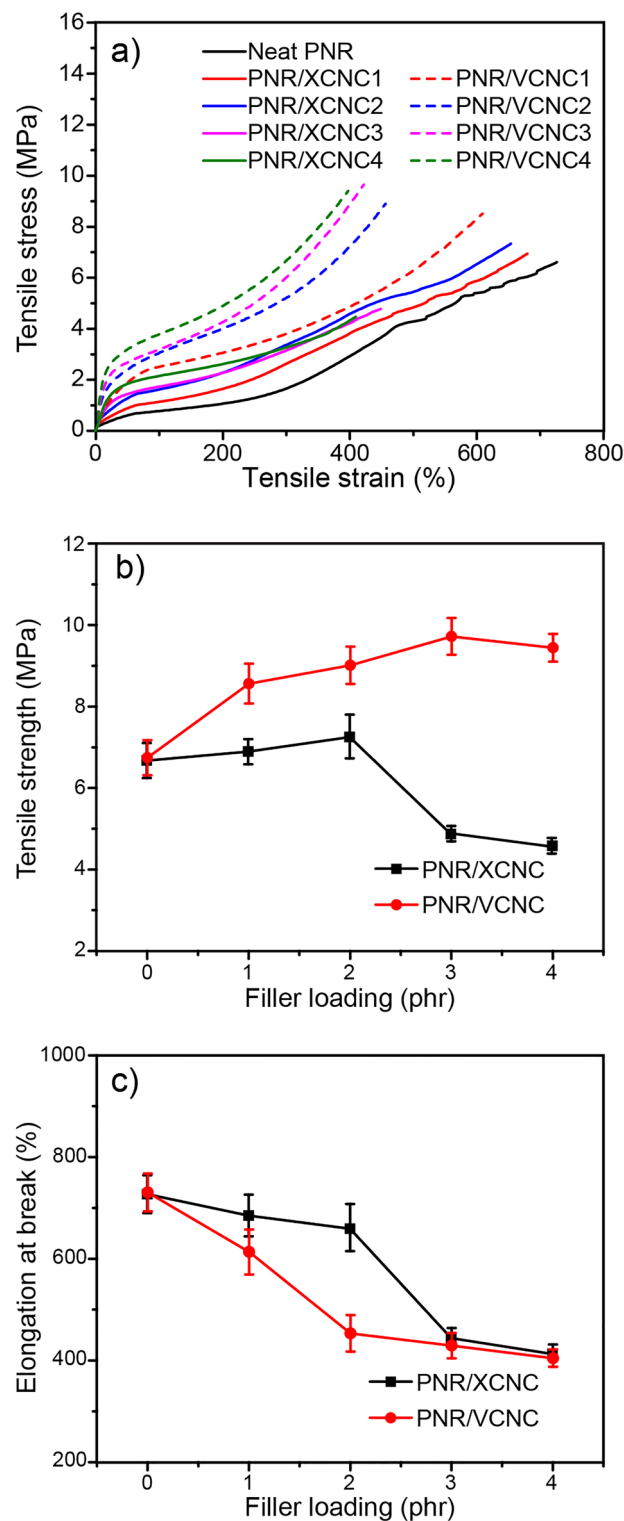 a)
16
14
12
10
8
6
4
2
0
Tensile stress (MPa)
Neat PNR
PNR/XCNC1
PNR/VCNC1
PNR/XCNC2
PNR/VCNC2
PNR/XCNC3
PNR/VCNC3
PNR/XCNC4
PNR/VCNC4
0 200 400 600 800
Tensile strain (%)
b)
12
10
8
6
4
2
Tensile strength (MPa)
PNR/XCNC
PNR/VCNC
0 1 2 3 4
Filler loading (phr)
c)
1000
800
600
400
200
Elongation at break (%)
PNR/XCNC
PNR/VCNC
0 1 2 3 4
Filler loading (phr)